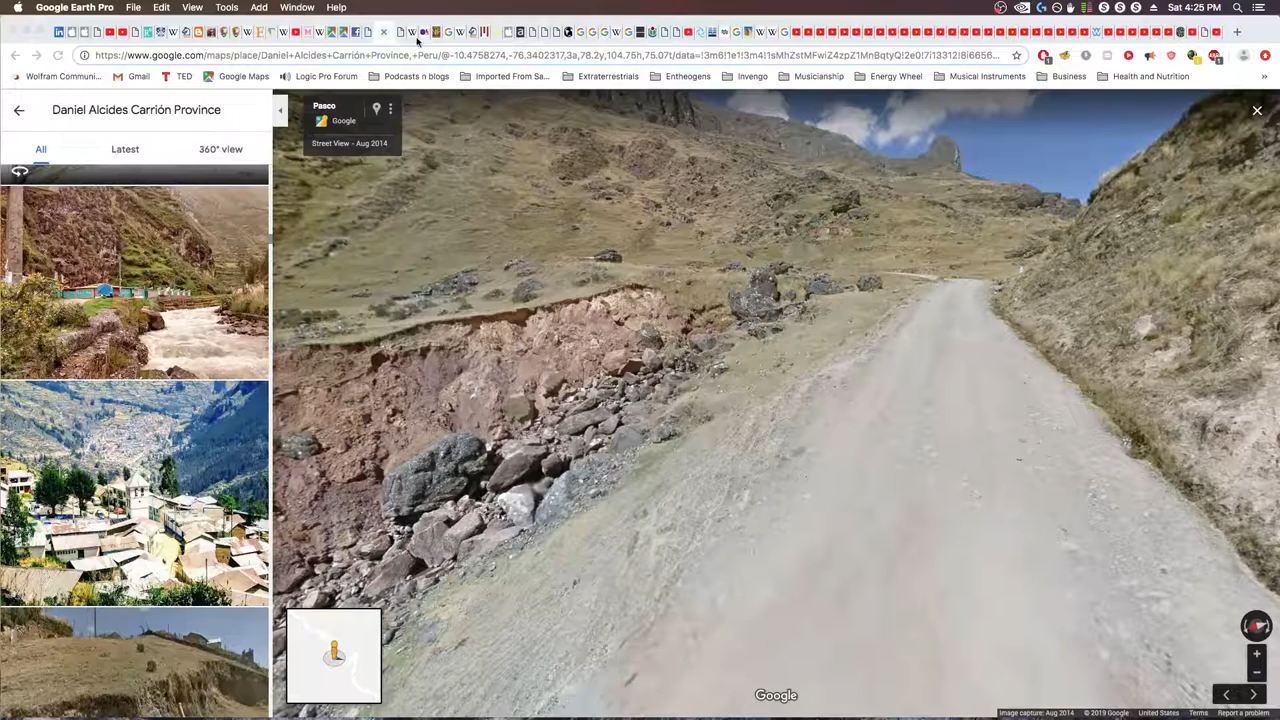 Google Earth Pro File Edit View Tools Add Window Help Sat 4:25 PM
https://www.google.com/maps/place/Daniel+Alcides+Carrión+Province,+Peru/@-10.4758274,-76.3402317,3a,78.2y,104.75h,75.07t/data=
Wolfram Communit... Gmail TED Google Maps Logic Pro Forum Podcasts n blogs Imported From Sa... Extraterrestrials Entheogens Invengo Musicianship Energy Wheel Musical Instruments Business Health and Nutrition »
Daniel Alcides Carrión Province
All Latest 360° view
Pasco
Google
Street View - Aug 2014
Google
Image capture: Aug 2014 © 2019 Google United States Terms Report a problem